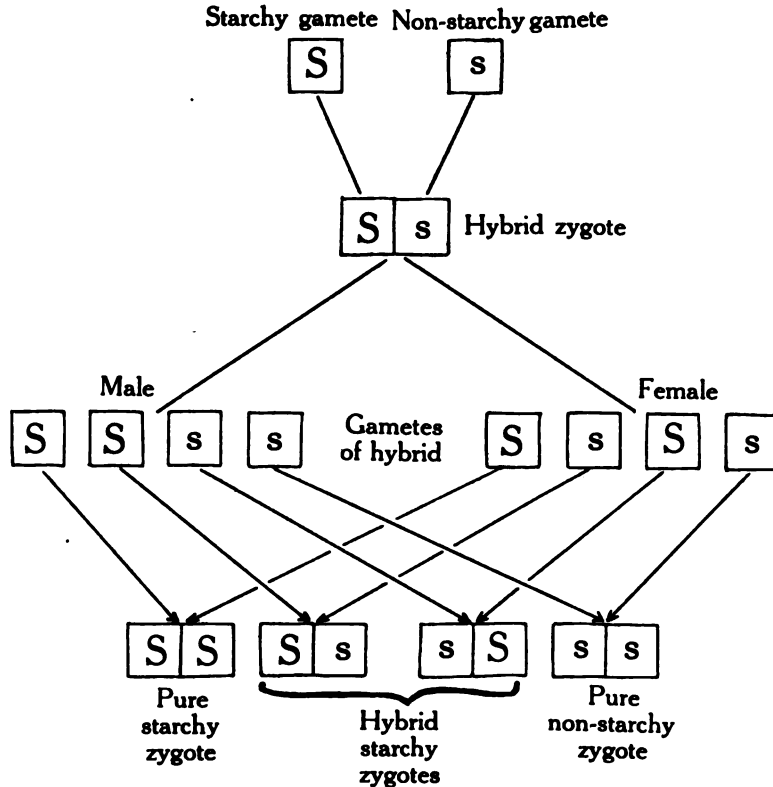 Starchy gamete Non-starchy gamete
S s
S s Hybrid zygote
Male Female
S S s s Gametes of hybrid S s S s
S S S s s S s s
Pure starchy zygote
Hybrid starchy zygotes
Pure non-starchy zygote